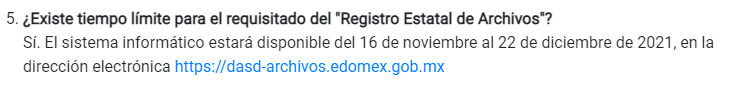 5. ¿Existe tiempo límite para el requisitado del "Registro Estatal de Archivos"?
Sí. El sistema informático estará disponible del 16 de noviembre al 22 de diciembre de 2021, en la
dirección electrónica https://dasd-archivos.edomex.gob.mx